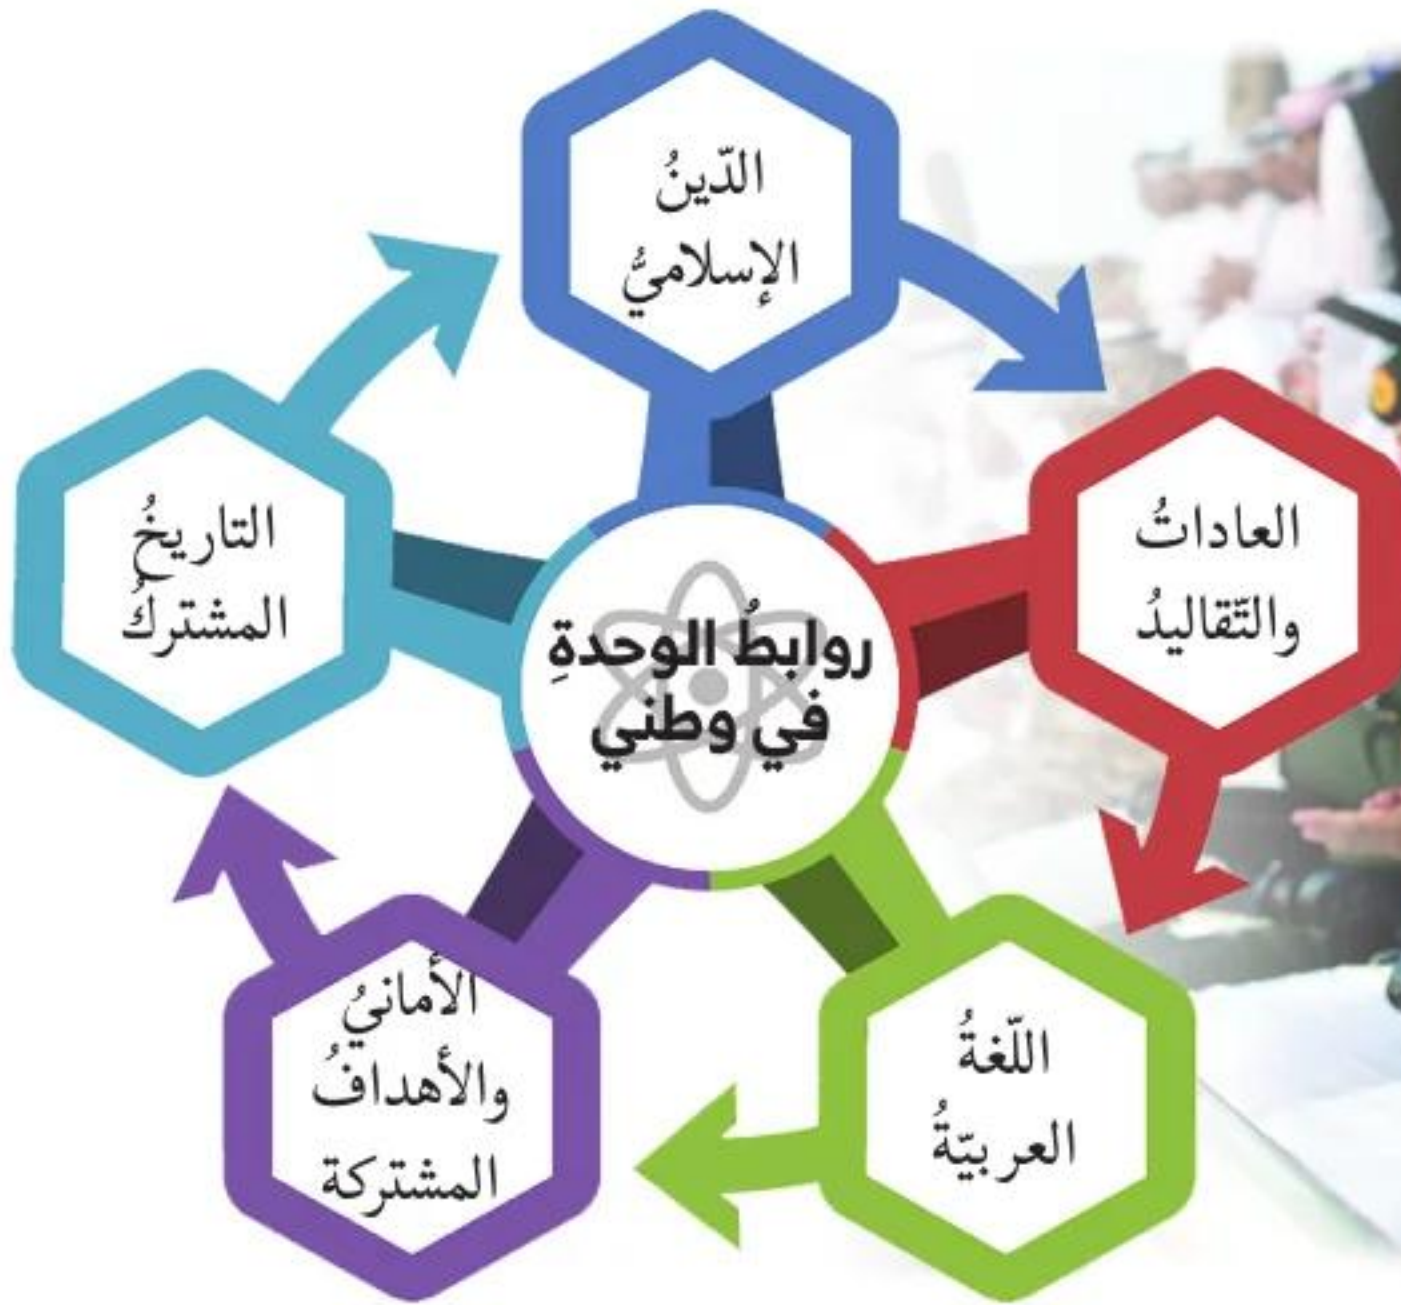 الدّينُ
الإسلاميُّ
العاداتُ
والتّقاليدُ
اللّغةُ
العربيّةُ
الأمانيُ
والأهدافُ
المشتركة
التاريخُ
المشتركُ
روابطُ الوحدةِ
في وطني